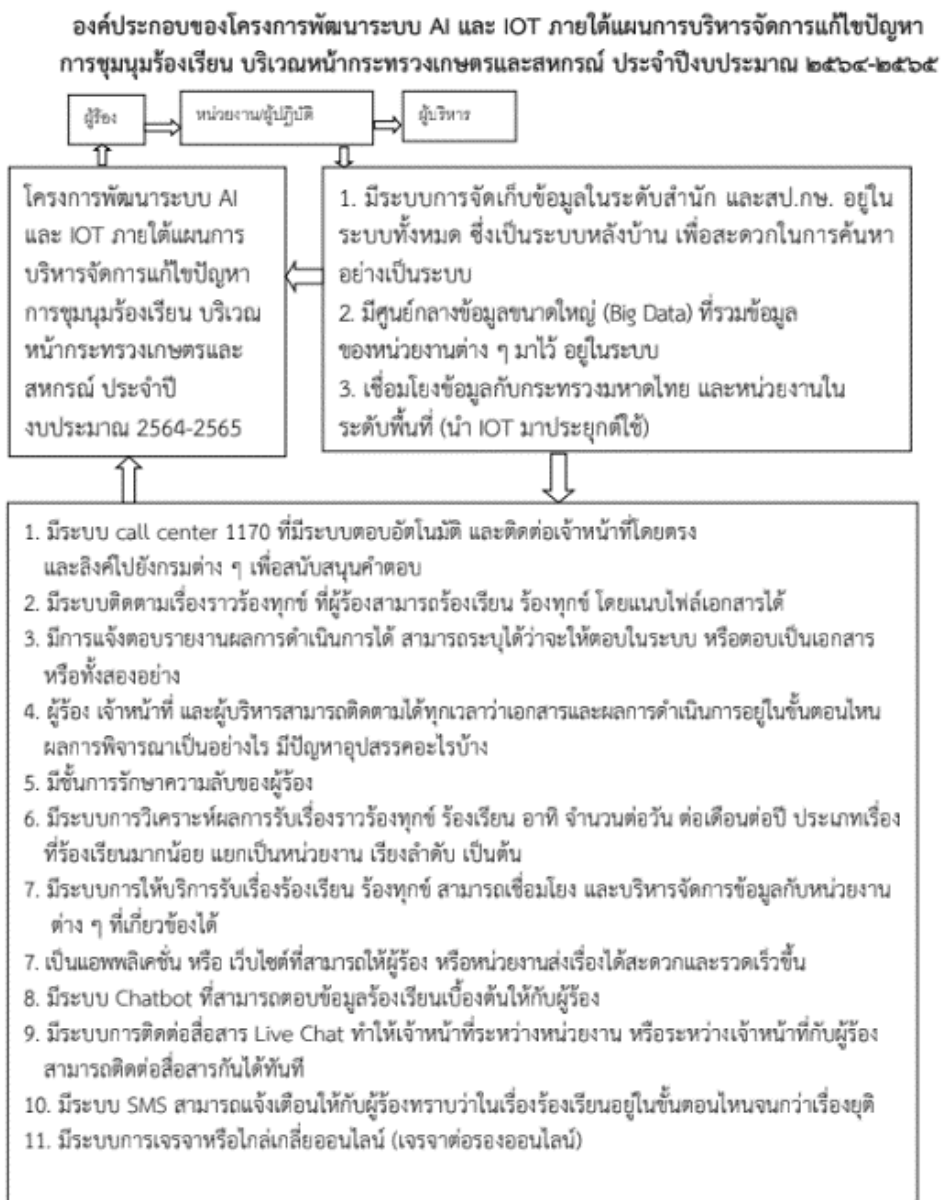 องค์ประกอบของโครงการพัฒนาระบบ AI และ IOT ภายใต้แผนการบริหารจัดการแก้ไขปัญหา
การชุมนุมร้องเรียน บริเวณหน้ากระทรวงเกษตรและสหกรณ์ ประจำปีงบประมาณ ๒๕๖๔-๒๕๖๕
ผู้ร้อง
หน่วยงาน/ผู้ปฏิบัติ
ผู้บริหาร
โครงการพัฒนาระบบ AI
และ IOT ภายใต้แผนการ
บริหารจัดการแก้ไขปัญหา
การชุมนุมร้องเรียน บริเวณ
หน้ากระทรวงเกษตรและ
สหกรณ์ ประจำปี
งบประมาณ 2564-2565
1. มีระบบการจัดเก็บข้อมูลในระดับสำนัก และสป.กษ. อยู่ใน
ระบบทั้งหมด ซึ่งเป็นระบบหลังบ้าน เพื่อสะดวกในการค้นหา
อย่างเป็นระบบ
2. มีศูนย์กลางข้อมูลขนาดใหญ่ (Big Data) ที่รวมข้อมูล
ของหน่วยงานต่าง ๆ มาไว้ อยู่ในระบบ
3. เชื่อมโยงข้อมูลกับกระทรวงมหาดไทย และหน่วยงานใน
ระดับพื้นที่ (นำ IOT มาประยุกต์ใช้)
1. มีระบบ call center 1170 ที่มีระบบตอบอัตโนมัติ และติดต่อเจ้าหน้าที่โดยตรง
และลิงค์ไปยังกรมต่าง ๆ เพื่อสนับสนุนคำตอบ
2. มีระบบติดตามเรื่องราวร้องทุกข์ ที่ผู้ร้องสามารถร้องเรียน ร้องทุกข์ โดยแนบไฟล์เอกสารได้
3. มีการแจ้งตอบรายงานผลการดำเนินการได้ สามารถระบุได้ว่าจะให้ตอบในระบบ หรือตอบเป็นเอกสาร
หรือทั้งสองอย่าง
4. ผู้ร้อง เจ้าหน้าที่ และผู้บริหารสามารถติดตามได้ทุกเวลาว่าเอกสารและผลการดำเนินการอยู่ในขั้นตอนไหน
ผลการพิจารณาเป็นอย่างไร มีปัญหาอุปสรรคอะไรบ้าง
5. มีชั้นการรักษาความลับของผู้ร้อง
6. มีระบบการวิเคราะห์ผลการรับเรื่องราวร้องทุกข์ ร้องเรียน อาทิ จำนวนต่อวัน ต่อเดือนต่อปี ประเภทเรื่อง
ที่ร้องเรียนมากน้อย แยกเป็นหน่วยงาน เรียงลำดับ เป็นต้น
7. มีระบบการให้บริการรับเรื่องร้องเรียน ร้องทุกข์ สามารถเชื่อมโยง และบริหารจัดการข้อมูลกับหน่วยงาน
ต่าง ๆ ที่เกี่ยวข้องได้
7. เป็นแอพพลิเคชั่น หรือ เว็บไซต์ที่สามารถให้ผู้ร้อง หรือหน่วยงานส่งเรื่องได้สะดวกและรวดเร็วขึ้น
8. มีระบบ Chatbot ที่สามารถตอบข้อมูลร้องเรียนเบื้องต้นให้กับผู้ร้อง
9. มีระบบการติดต่อสื่อสาร Live Chat ทำให้เจ้าหน้าที่ระหว่างหน่วยงาน หรือระหว่างเจ้าหน้าที่กับผู้ร้อง
สามารถติดต่อสื่อสารกันได้ทันที
10. มีระบบ SMS สามารถแจ้งเตือนให้กับผู้ร้องทราบว่าในเรื่องร้องเรียนอยู่ในขั้นตอนไหนจนกว่าเรื่องยุติ
11. มีระบบการเจรจาหรือไกล่เกลี่ยออนไลน์ (เจรจาต่อรองออนไลน์)